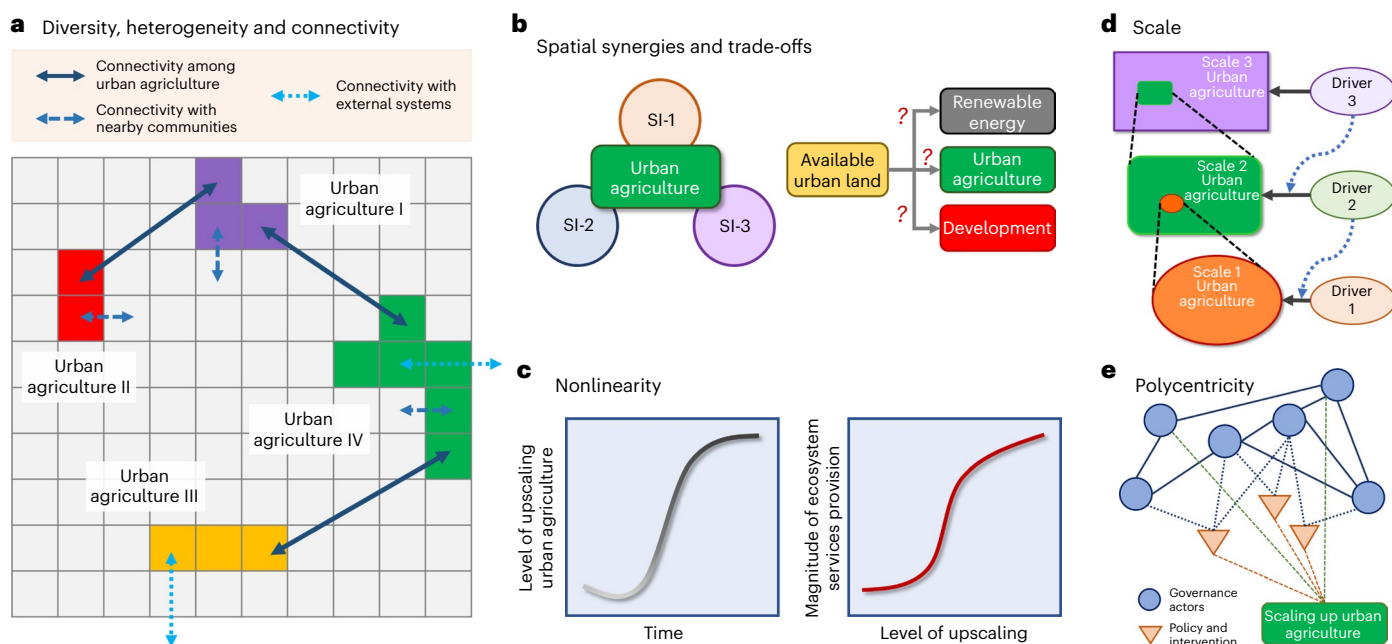 a Diversity, heterogeneity and connectivity
Connectivity among
urban agriculture
Connectivity with
nearby communities
Connectivity with
external systems
Urban
agriculture I
Urban
agriculture II
Urban
agriculture IV
Urban
agriculture III
b
Spatial synergies and trade-offs
SI-1
Urban
agriculture
SI-2
SI-3
Available
urban land
?
?
?
Renewable
energy
Urban
agriculture
Development
c
Nonlinearity
Level of upscaling
urban agriculture
Time
Magnitude of ecosystem
services provision
Level of upscaling
d Scale
Scale 3
Urban
agriculture
Driver
3
Scale 2
Urban
agriculture
Driver
2
Scale 1
Urban
agriculture
Driver
1
e Polycentricity
Governance
actors
Policy and
intervention
Scaling up urban
agriculture